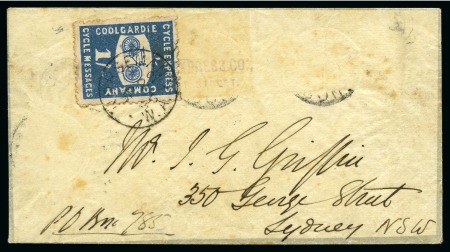 COOLGARDIE
CYCLE EXPRESS
COMPANY
CYCLE MESSAGES
1/
Mr. J. G. Griffin
350 George Street
Sydney NSW
P O Box 785